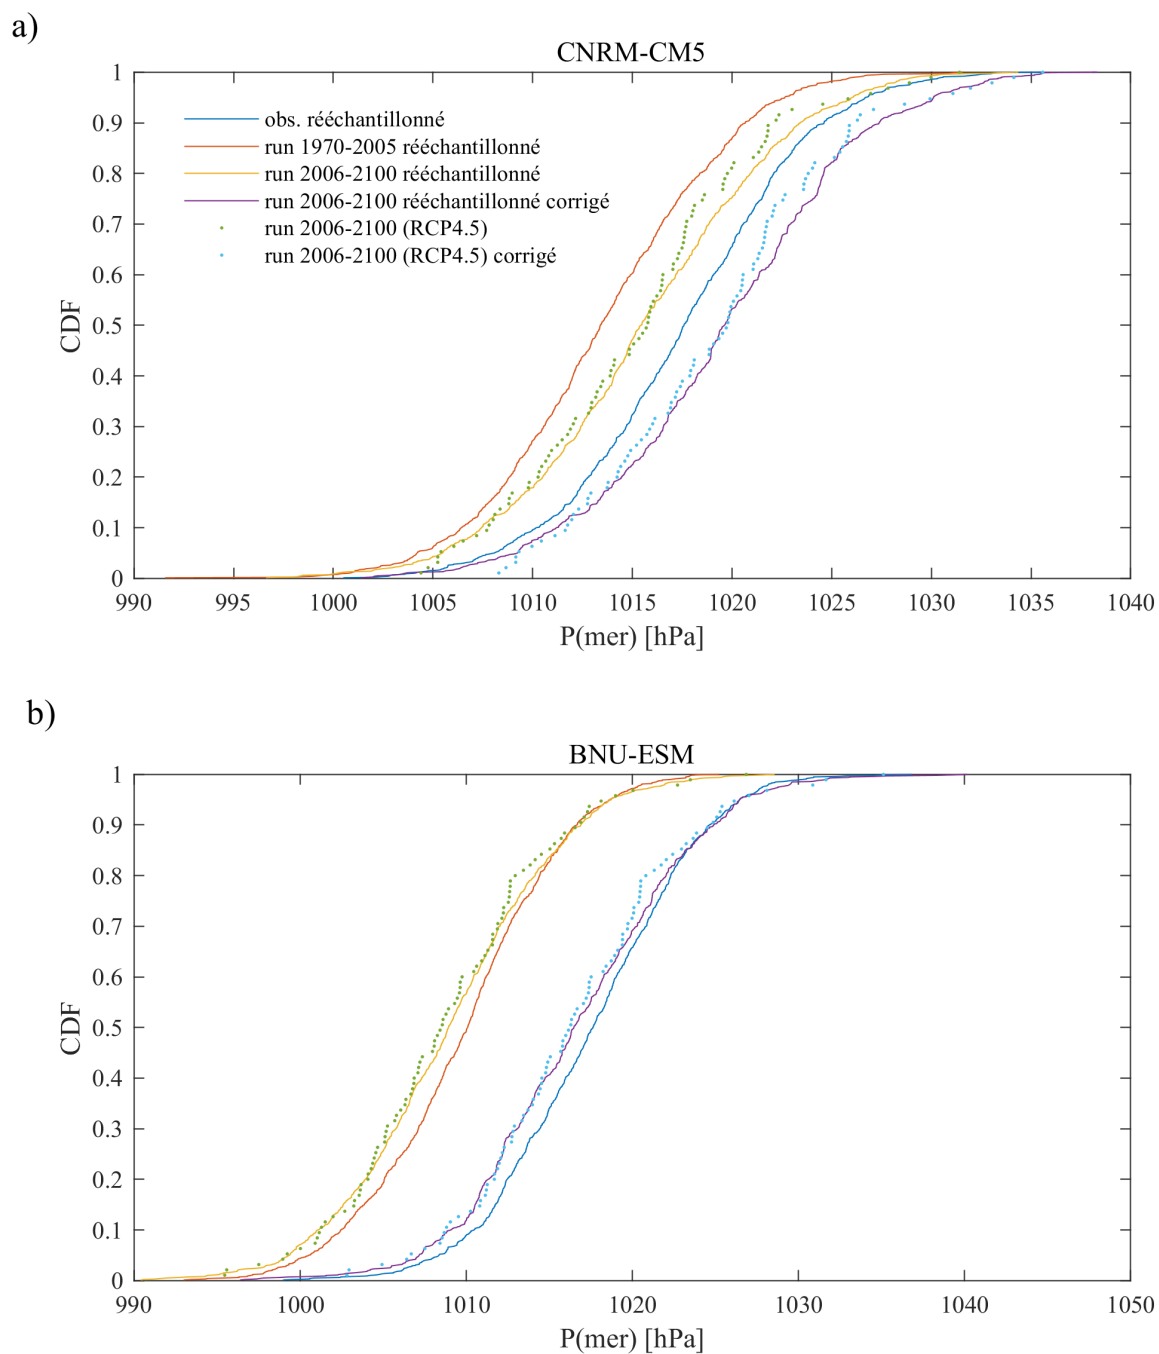 a)
CNRM-CM5
obs. rééchantillonné
run 1970-2005 rééchantillonné
run 2006-2100 rééchantillonné
run 2006-2100 rééchantillonné corrigé
run 2006-2100 (RCP4.5)
run 2006-2100 (RCP4.5) corrigé
1
0.9
0.8
0.7
0.6
0.5
0.4
0.3
0.2
0.1
0
CDF
990 995 1000 1005 1010 1015 1020 1025 1030 1035 1040
P(mer) [hPa]
b)
BNU-ESM
1
0.9
0.8
0.7
0.6
0.5
0.4
0.3
0.2
0.1
0
CDF
990 1000 1010 1020 1030 1040 1050
P(mer) [hPa]